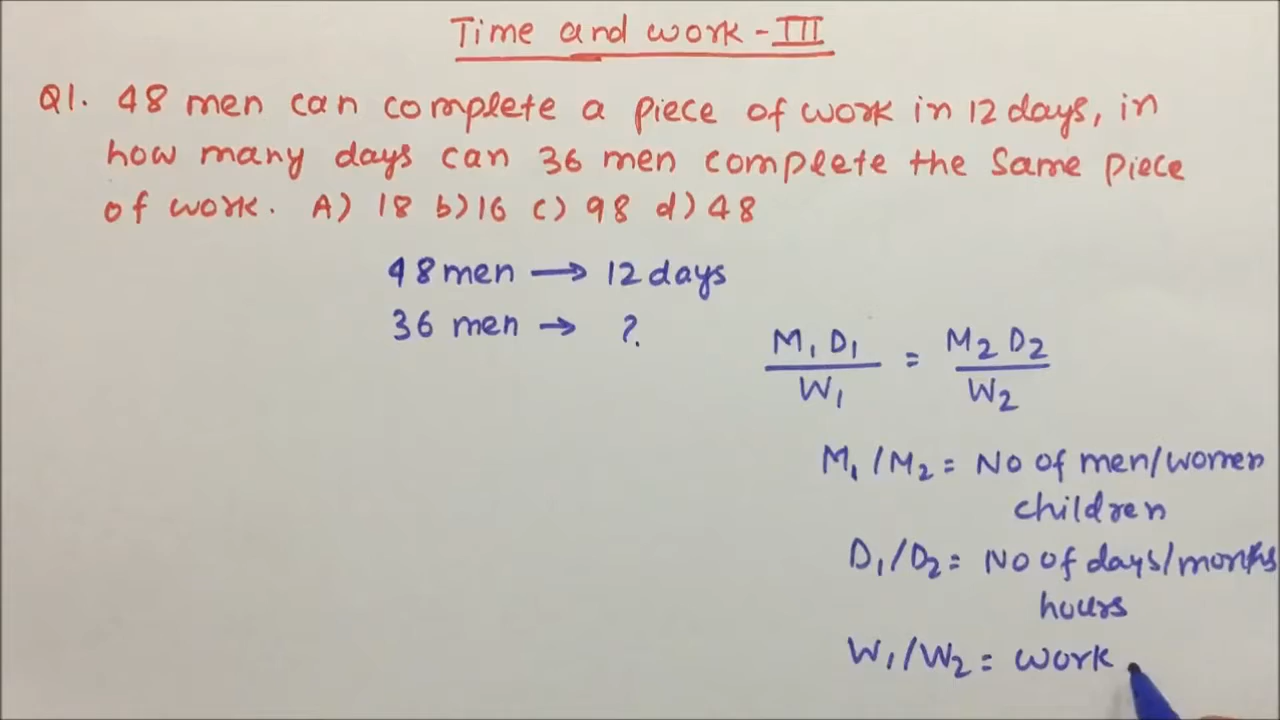 Time and work - III
Q1. 48 men can complete a piece of work in 12 days, in
how many days can 36 men complete the same piece
of work. A) 18 b) 16 c) 98 d) 48
48 men → 12 days
36 men → ?
M₁ D₁ / W₁ = M₂ D₂ / W₂
M₁ / M₂ = No of men/women
children
D₁ / D₂ = No of days/months
hours
W₁ / W₂ = work